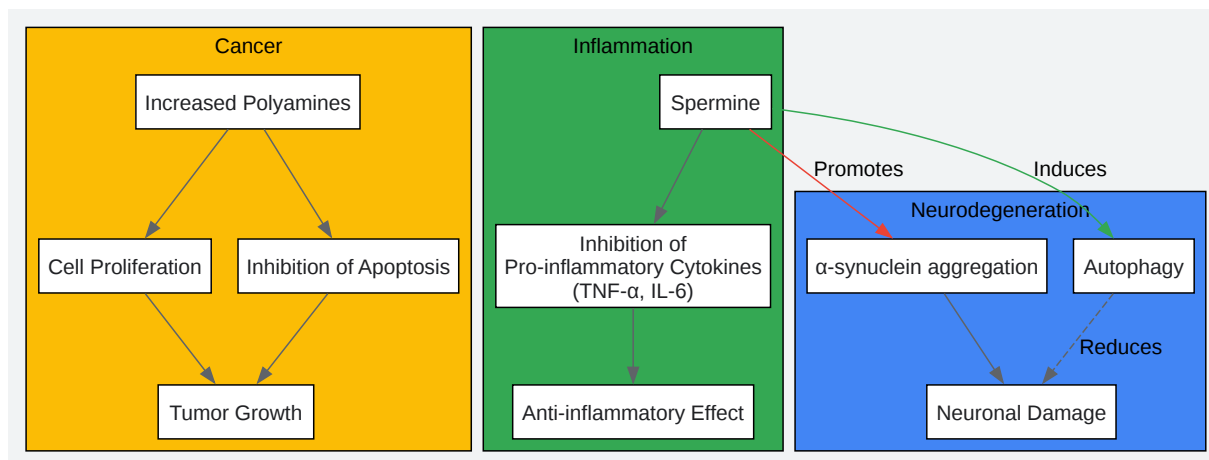 Cancer
Increased Polyamines
Cell Proliferation
Inhibition of Apoptosis
Tumor Growth
Inflammation
Spermine
Inhibition of
Pro-inflammatory Cytokines
(TNF-α, IL-6)
Anti-inflammatory Effect
Promotes
Induces
Neurodegeneration
α-synuclein aggregation
Autophagy
Reduces
Neuronal Damage